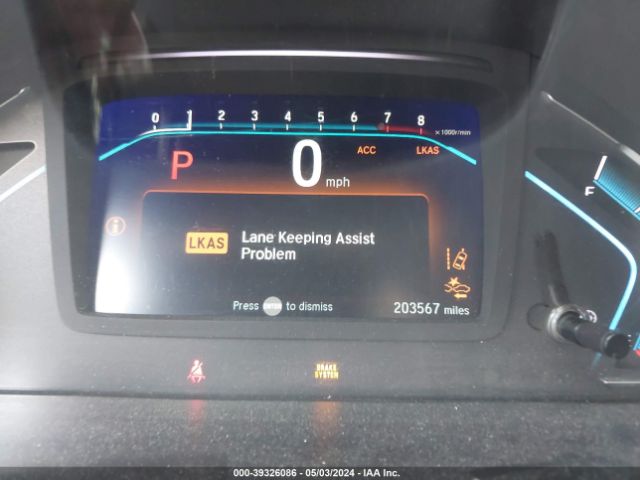 0 1 2 3 4 5 6 7 8
×1000r/min
P 0 mph
ACC LKAS
F
LKAS Lane Keeping Assist
Problem
Press ENTER to dismiss
203567 miles
BRAKE
SYSTEM
000-39326086 - 05/03/2024 - IAA Inc.